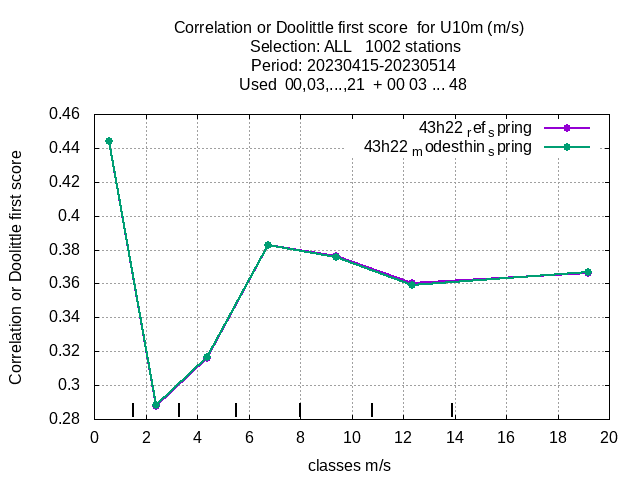 Correlation or Doolittle first score  for U10m (m/s)
Selection: ALL   1002 stations
Period: 20230415-20230514
Used  00,03,...,21  + 00 03 ... 48
43h22 ref spring
43h22 modesthin spring
Correlation or Doolittle first score
0.46
0.44
0.42
0.4
0.38
0.36
0.34
0.32
0.3
0.28
0 2 4 6 8 10 12 14 16 18 20
classes m/s